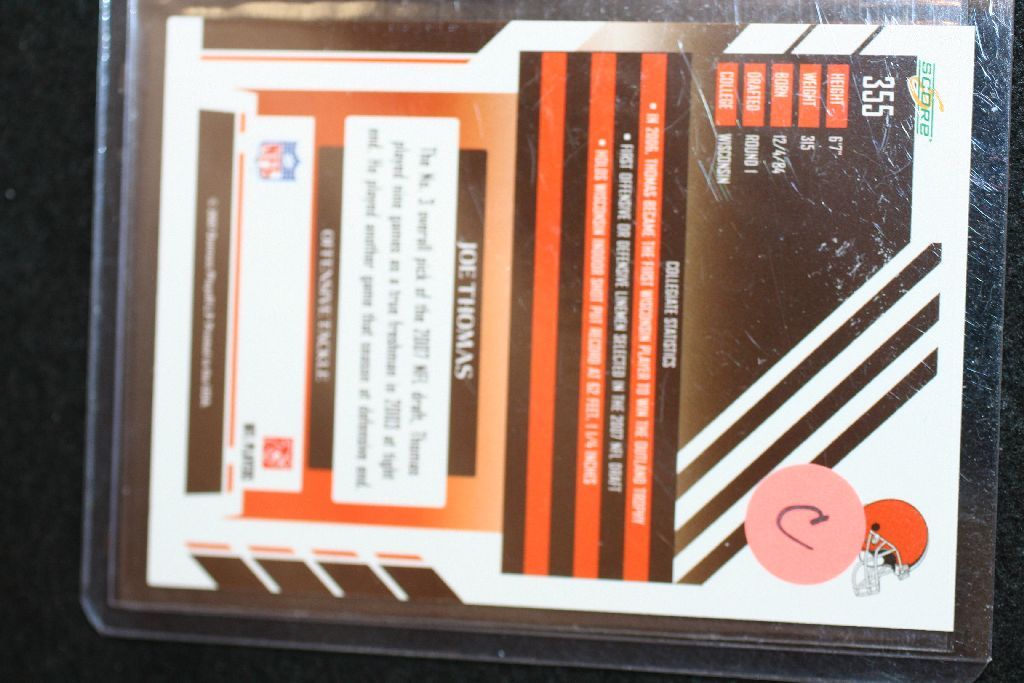 SCORE
355
HEIGHT 6'7"
WEIGHT 315
BORN 12/4/84
DRAFTED ROUND 1
COLLEGE WISCONSIN
COLLEGIATE STATISTICS
• IN 2006, THOMAS BECAME THE FIRST WISCONSIN PLAYER TO WIN THE OUTLAND TROPHY
• FIRST OFFENSIVE OR DEFENSIVE LINEMEN SELECTED IN THE 2007 NFL DRAFT
• HOLDS WISCONSIN INDOOR SHOT PUT RECORD AT 62 FEET, 1 1/4 INCHES
JOE THOMAS
The No. 3 overall pick of the 2007 NFL draft, Thomas
played nine games as a true freshman in 2003 at tight
end. He played another game that season at defensive end.
OFFENSIVE TACKLE
NFL
NFL PLAYERS
C